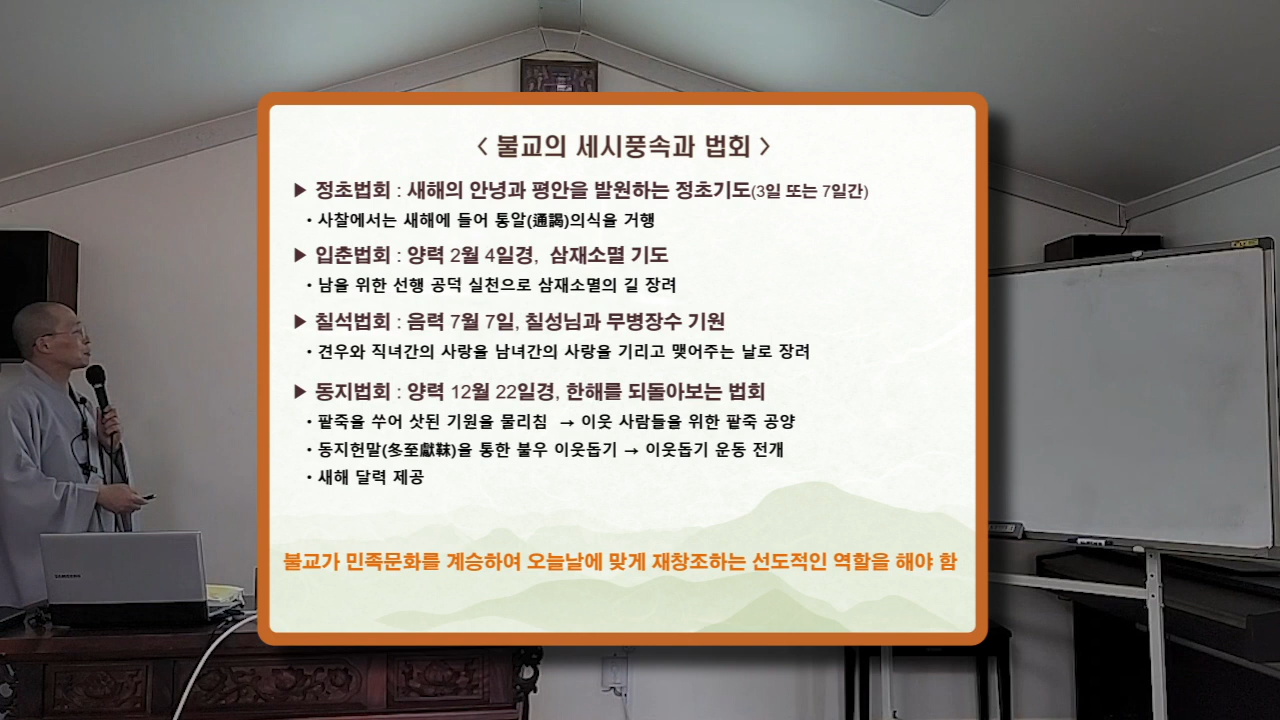 < 불교의 세시풍속과 법회 >
▶ 정초법회 : 새해의 안녕과 평안을 발원하는 정초기도(3일 또는 7일간)
• 사찰에서는 새해에 들어 통알(通謁)의식을 거행
▶ 입춘법회 : 양력 2월 4일경, 삼재소멸 기도
• 남을 위한 선행 공덕 실천으로 삼재소멸의 길 장려
▶ 칠석법회 : 음력 7월 7일, 칠성님과 무병장수 기원
• 견우와 직녀간의 사랑을 남녀간의 사랑을 기리고 맺어주는 날로 장려
▶ 동지법회 : 양력 12월 22일경, 한해를 되돌아보는 법회
• 팥죽을 쑤어 삿된 기원을 물리침 → 이웃 사람들을 위한 팥죽 공양
• 동지헌말(冬至獻靺)을 통한 불우 이웃돕기 → 이웃돕기 운동 전개
• 새해 달력 제공
불교가 민족문화를 계승하여 오늘날에 맞게 재창조하는 선도적인 역할을 해야 함
SAMSUNG